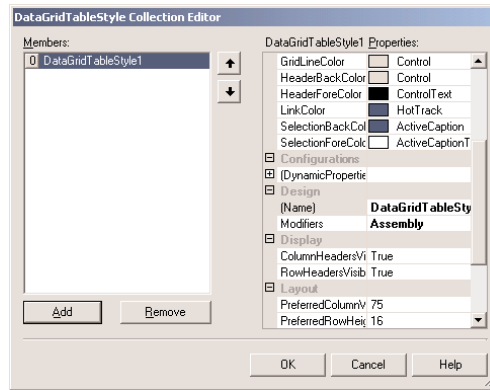 DataGridTableStyle Collection Editor
Members:
DataGridTableStyle1 Properties:
0 DataGridTableStyle1
GridLineColor Control
HeaderBackColor Control
HeaderForeColor ControlText
LinkColor HotTrack
SelectionBackCol ActiveCaption
SelectionForeColo ActiveCaptionT
Configurations
(DynamicPropertie
Design
(Name) DataGridTableSty
Modifiers Assembly
Display
ColumnHeadersVi True
RowHeadersVisib True
Layout
PreferredColumnW 75
PreferredRowHeig 16
Add Remove
OK Cancel Help